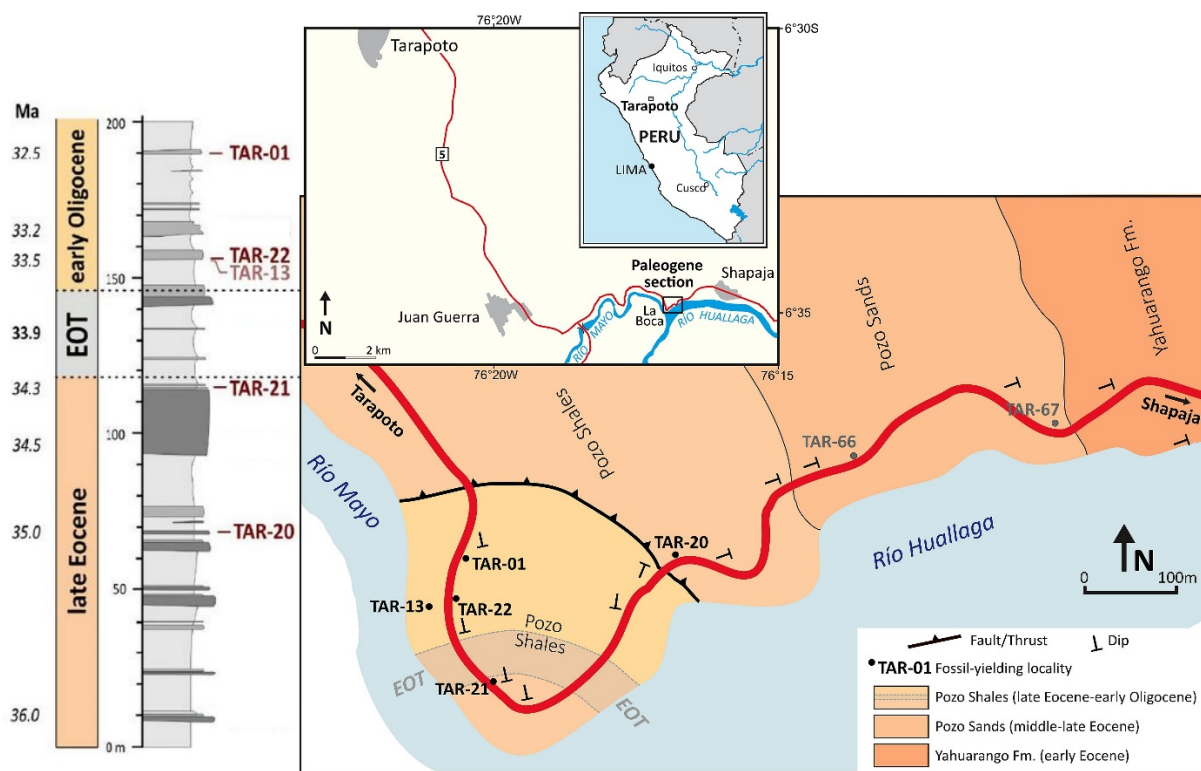 Ma
32.5
33.2
33.5
33.9
34.3
34.5
35.0
36.0
early Oligocene
EOT
late Eocene
200
150
100
50
0 m
TAR-01
TAR-22
TAR-13
TAR-21
TAR-20
76°20W
6°30S
Tarapoto
5
Juan Guerra
Paleogene
section
Shapaja
La
Boca
RÍO MAYO
RÍO HUALLAGA
6°35
N
0 2 km
76°20W
76°15
Iquitos
Tarapoto
PERU
LIMA
Cusco
Tarapoto
Pozo Shales
Pozo Sands
Yahuarango Fm.
Shapaja
TAR-67
TAR-66
Río Mayo
Río Huallaga
TAR-20
TAR-01
TAR-13
TAR-22
Pozo
Shales
EOT
TAR-21
EOT
N
0 100m
Fault/Thrust
Dip
TAR-01 Fossil-yielding locality
Pozo Shales (late Eocene-early Oligocene)
Pozo Sands (middle-late Eocene)
Yahuarango Fm. (early Eocene)